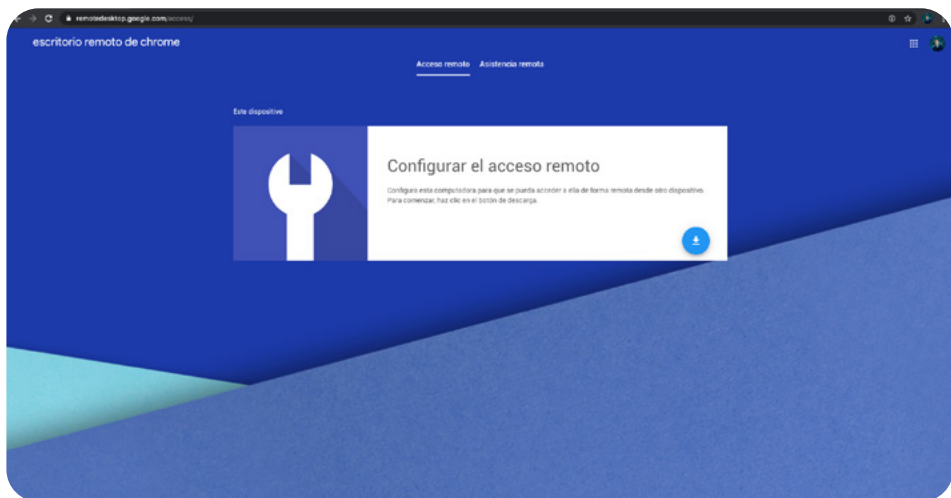 remotedesktop.google.com/access/
escritorio remoto de chrome
Acceso remoto Asistencia remota
Este dispositivo
Configurar el acceso remoto
Configura esta computadora para que se pueda acceder a ella de forma remota desde otro dispositivo.
Para comenzar, haz clic en el botón de descarga.